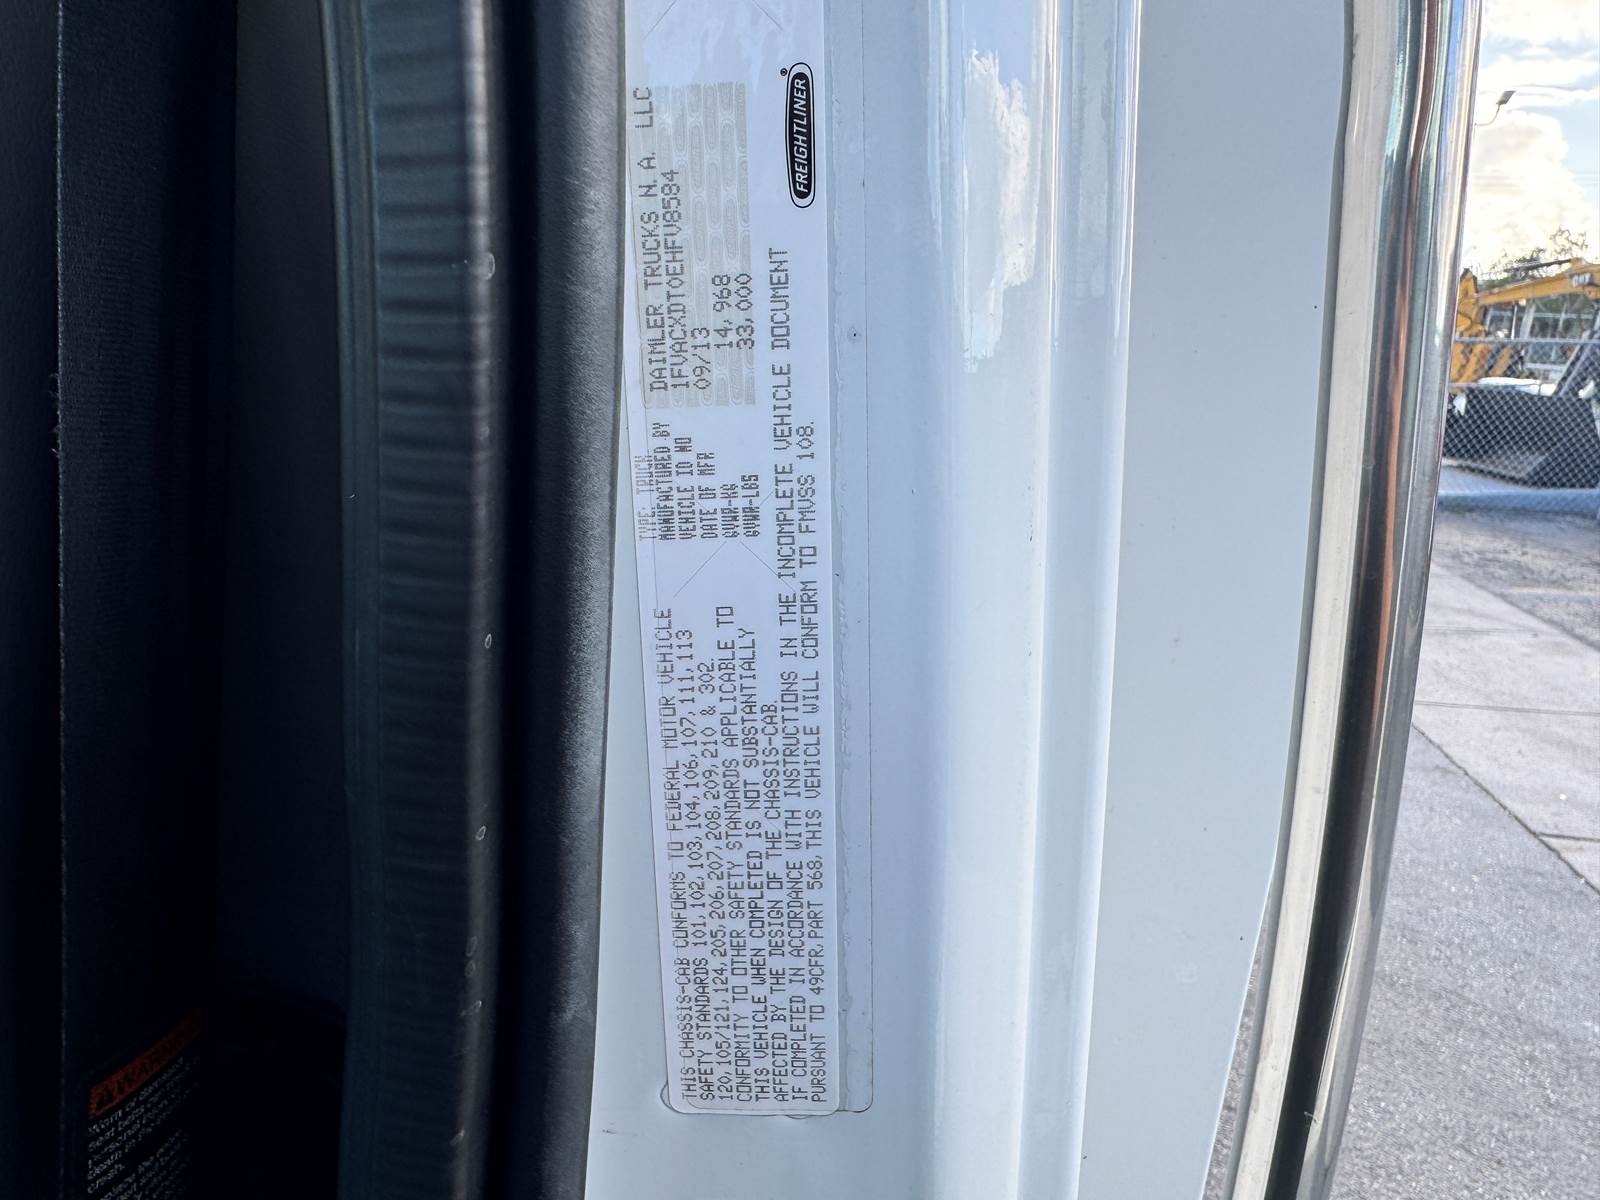 TYPE: TRUCK
MANUFACTURED BY DAIMLER TRUCKS N.A. LLC
VEHICLE ID NO 1FVACXDT0EHFV8584
DATE OF MFR 09/13
GVWR-KG 14,968
GVWR-LBS 33,000
FREIGHTLINER®
THIS CHASSIS-CAB CONFORMS TO FEDERAL MOTOR VEHICLE
SAFETY STANDARDS 101,102,103,104,106,107,111,113
120,105/121,124,205,206,207,208,209,210 & 302.
CONFORMITY TO OTHER SAFETY STANDARDS APPLICABLE TO
THIS VEHICLE WHEN COMPLETED IS NOT SUBSTANTIALLY
AFFECTED BY THE DESIGN OF THE CHASSIS-CAB.
IF COMPLETED IN ACCORDANCE WITH INSTRUCTIONS IN THE INCOMPLETE VEHICLE DOCUMENT
PURSUANT TO 49CFR,PART 568,THIS VEHICLE WILL CONFORM TO FMVSS 108.
WARNING